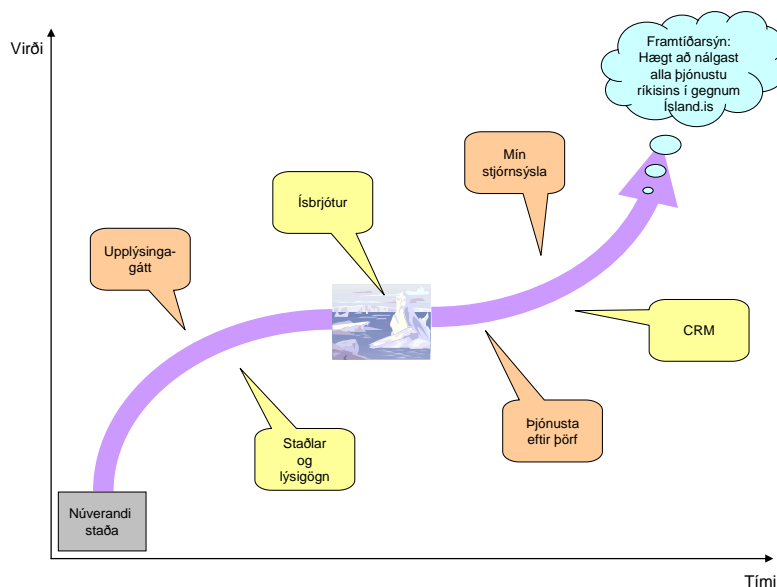 Virði
Framtíðarsýn:
Hægt að nálgast
alla þjónustu
ríkisins í gegnum
Ísland.is
Mín
stjórnsýsla
Ísbrjótur
Upplýsinga-
gátt
CRM
Þjónusta
eftir þörf
Staðlar
og
lýsigögn
Núverandi
staða
Tími